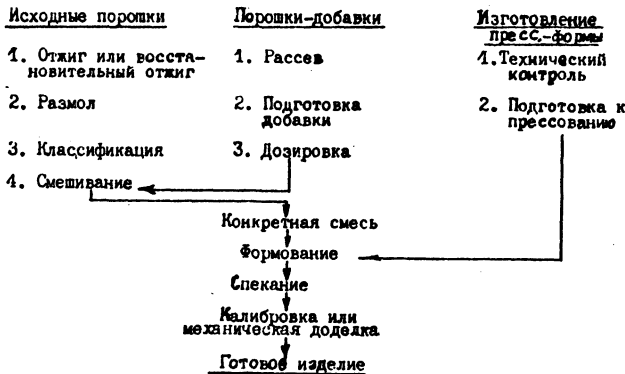 Исходные порошки
1. Отжиг или восста-
новительный отжиг
2. Размол
3. Классификация
4. Смешивание
Порошки-добавки
1. Рассев
2. Подготовка
добавки
3. Дозировка
Изготовление
пресс.-формы
1.Технический
контроль
2. Подготовка к
прессованию
Конкретная смесь
Формование
Спекание
Калибровка или
механическая доделка
Готовое изделие